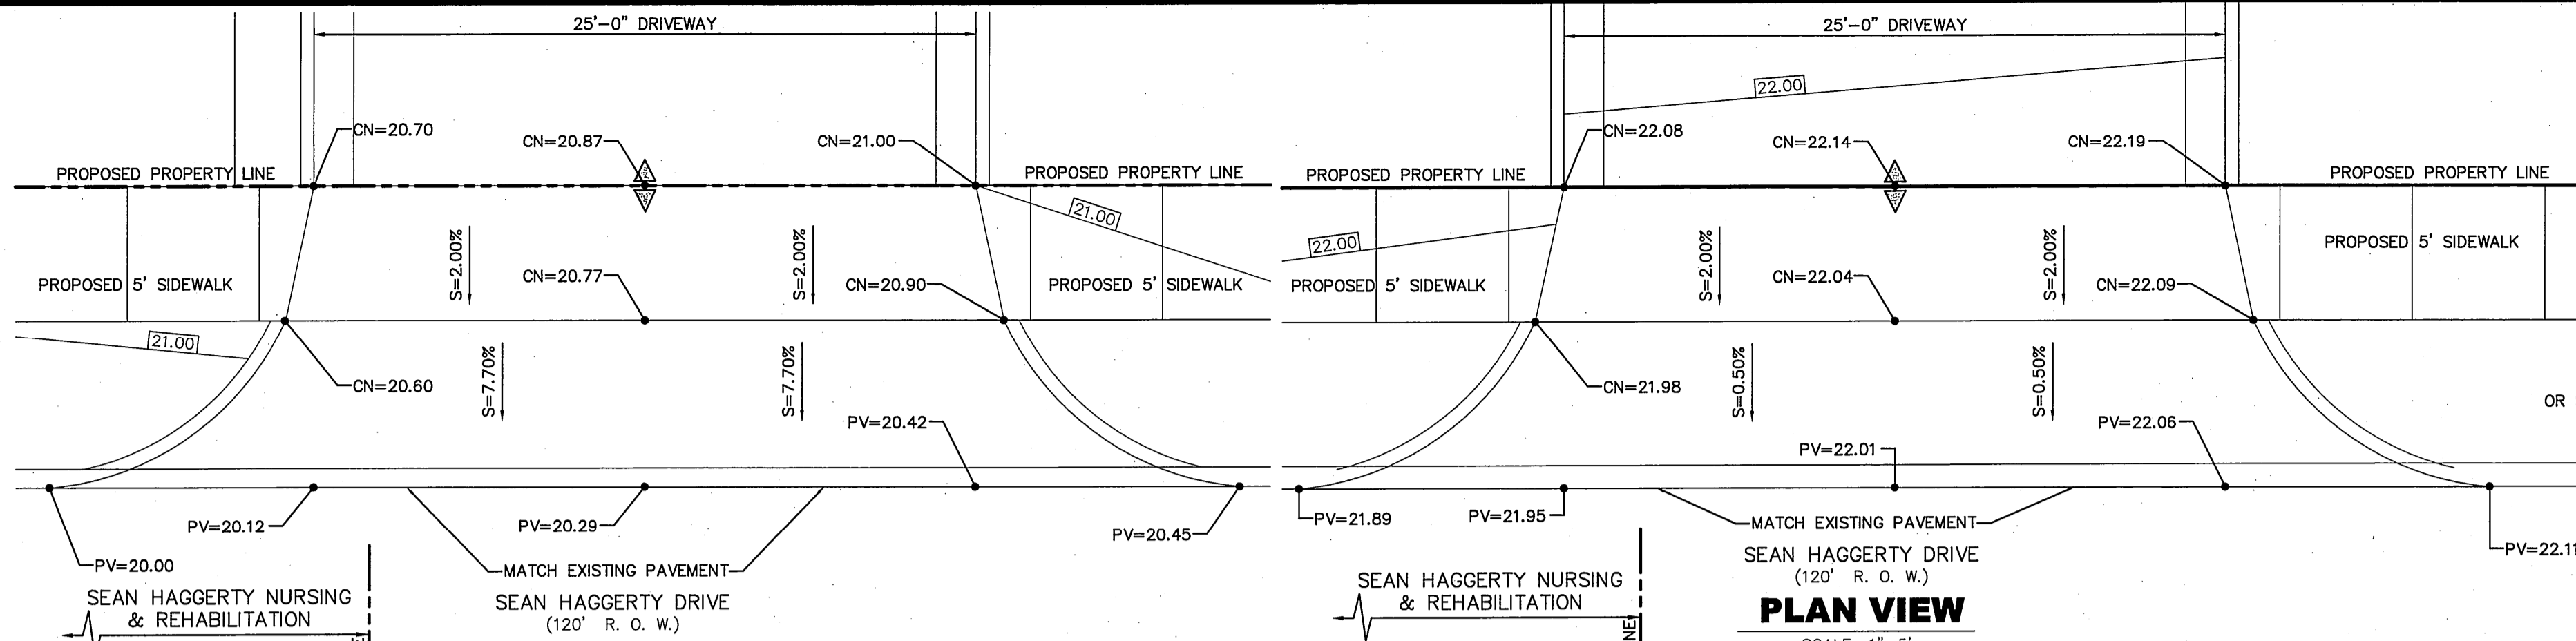 25'-0" DRIVEWAY
CN=20.70
CN=20.87
CN=21.00
PROPOSED PROPERTY LINE
PROPOSED PROPERTY LINE
21.00
S=2.00%
S=2.00%
PROPOSED 5' SIDEWALK
CN=20.77
CN=20.90
PROPOSED 5' SIDEWALK
21.00
CN=20.60
S=7.70%
S=7.70%
PV=20.42
PV=20.12
PV=20.29
PV=20.45
PV=20.00
MATCH EXISTING PAVEMENT
SEAN HAGGERTY NURSING
& REHABILITATION
SEAN HAGGERTY DRIVE
(120' R. O. W.)
25'-0" DRIVEWAY
22.00
CN=22.08
CN=22.14
CN=22.19
PROPOSED PROPERTY LINE
PROPOSED PROPERTY LINE
22.00
S=2.00%
S=2.00%
PROPOSED 5' SIDEWALK
PROPOSED 5' SIDEWALK
CN=22.04
CN=22.09
CN=21.98
S=0.50%
S=0.50%
OR
PV=22.06
PV=22.01
PV=21.89
PV=21.95
MATCH EXISTING PAVEMENT
PV=22.11
SEAN HAGGERTY DRIVE
(120' R. O. W.)
SEAN HAGGERTY NURSING
& REHABILITATION
PLAN VIEW